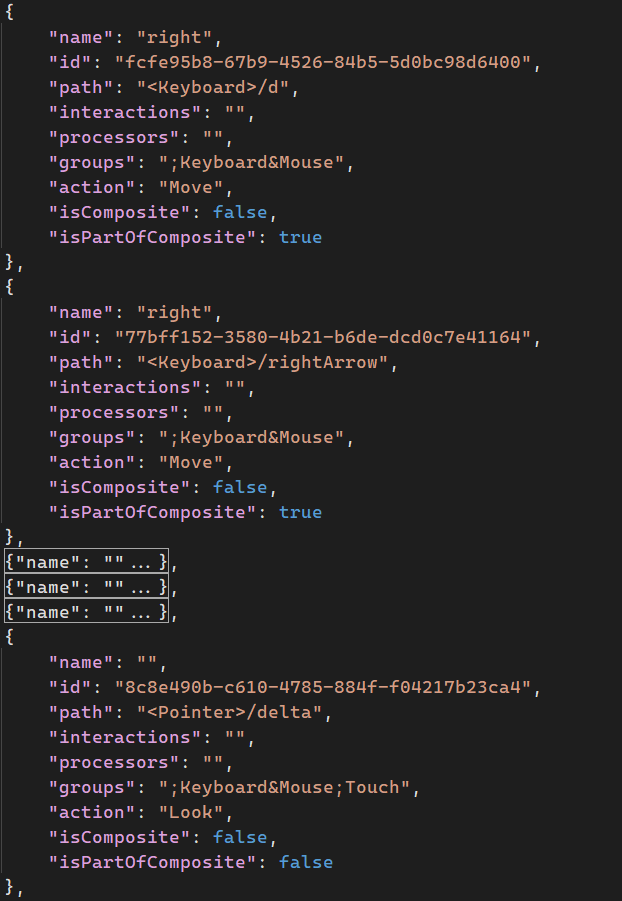 {
"name": "right",
"id": "fcfe95b8-67b9-4526-84b5-5d0bc98d6400",
"path": "<Keyboard>/d",
"interactions": "",
"processors": "",
"groups": ";Keyboard&Mouse",
"action": "Move",
"isComposite": false,
"isPartOfComposite": true
},
{
"name": "right",
"id": "77bff152-3580-4b21-b6de-dcd0c7e41164",
"path": "<Keyboard>/rightArrow",
"interactions": "",
"processors": "",
"groups": ";Keyboard&Mouse",
"action": "Move",
"isComposite": false,
"isPartOfComposite": true
},
{"name": ""...},
{"name": ""...},
{"name": ""...},
{
"name": "",
"id": "8c8e490b-c610-4785-884f-f04217b23ca4",
"path": "<Pointer>/delta",
"interactions": "",
"processors": "",
"groups": ";Keyboard&Mouse;Touch",
"action": "Look",
"isComposite": false,
"isPartOfComposite": false
},